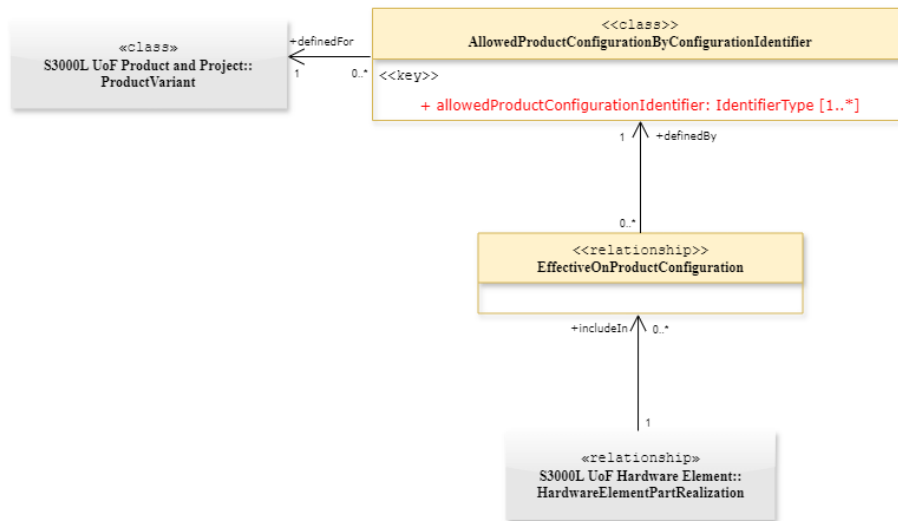 <<class>>
AllowedProductConfigurationByConfigurationIdentifier
«class»
S3000L UoF Product and Project::
ProductVariant
+definedFor
1
0..*
<<key>>
+ allowedProductConfigurationIdentifier: IdentifierType [1..*]
1
+definedBy
0..*
<<relationship>>
EffectiveOnProductConfiguration
+includeIn
0..*
1
«relationship»
S3000L UoF Hardware Element::
HardwareElementPartRealization